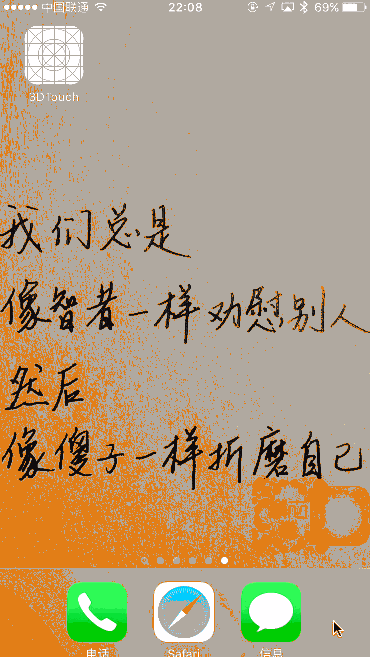 中国联通 22:08 69%
3DTouch
我们总是
像智者一样劝慰别人
然后
像傻子一样折磨自己
电话 Safari 信息